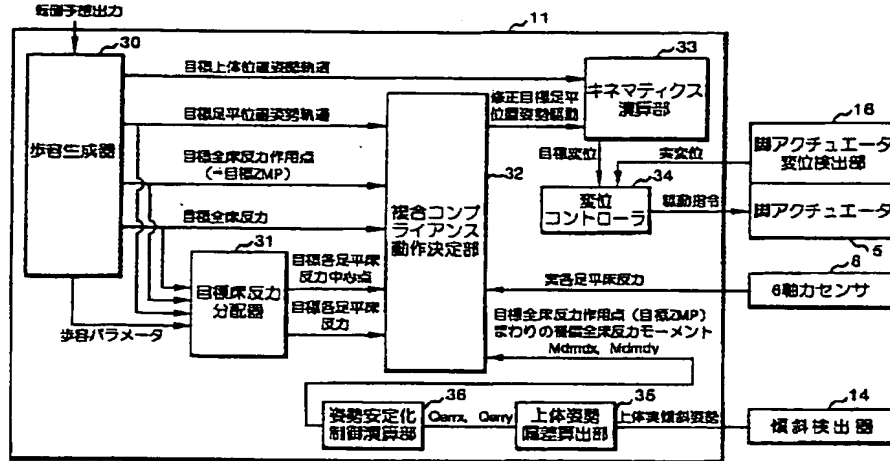 転倒予想出力
11
30
歩容生成器
目標上体位置姿勢軌道
目標足平位置姿勢軌道
目標全床反力作用点
(=目標ZMP)
目標全床反力
歩容パラメータ
31
目標床反力
分配器
目標各足平床
反力中心点
目標各足平床
反力
32
複合コンプ
ライアンス
動作決定部
修正目標足平
33
キネマティクス
演算部
目標変位
実変位
34
変位
コントローラ
駆動指令
16
脚アクチュエータ
変位検出部
脚アクチュエータ
5
実各足平床反力
8
6軸力センサ
目標全床反力作用点(目標ZMP)
まわりの補償全床反力モーメント
Mdmdx, Mdmdy
36
姿勢安定化
制御演算部
θerrx, θerry
35
上体姿勢
偏差算出部
上体実傾斜姿勢
14
傾斜検出器